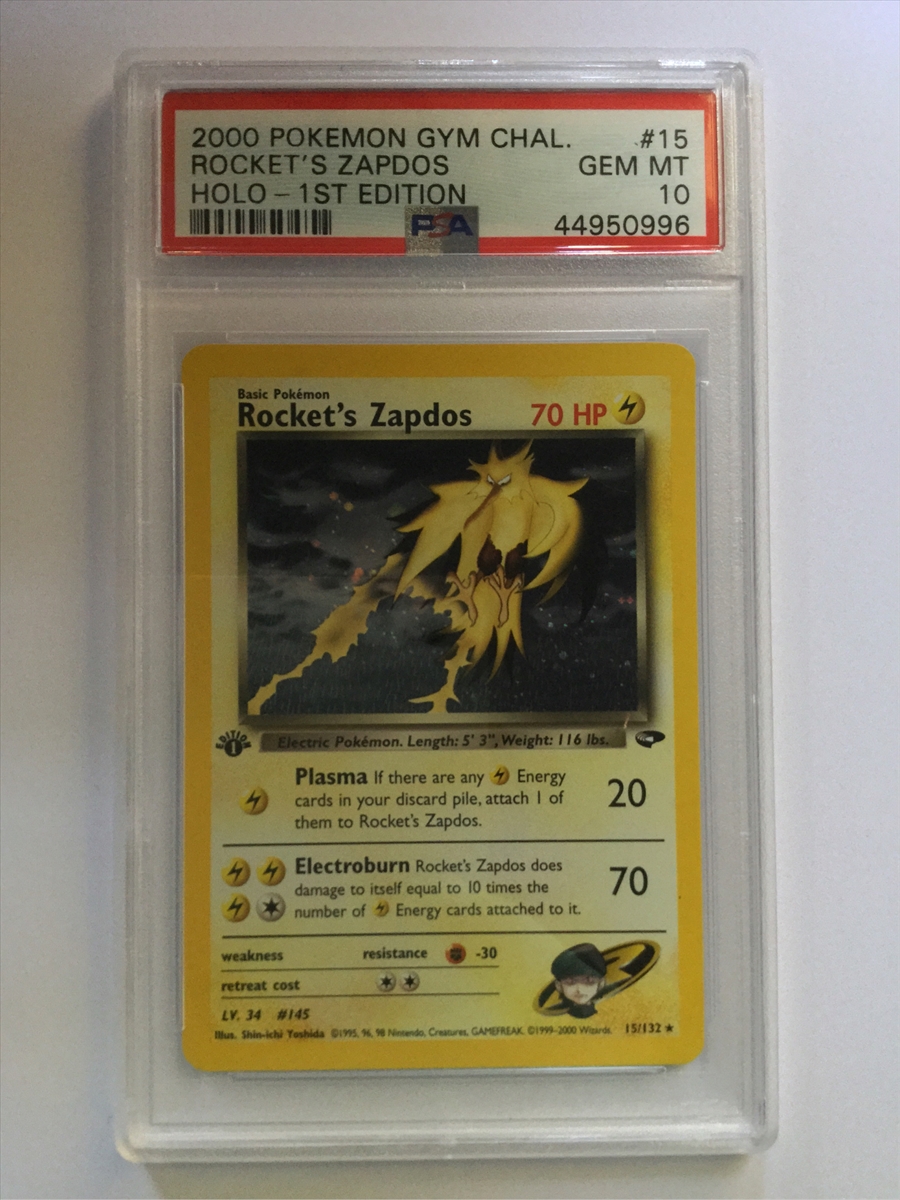 2000 POKEMON GYM CHAL. #15
ROCKET'S ZAPDOS GEM MT
HOLO – 1ST EDITION 10
PSA 44950996
Basic Pokémon
Rocket's Zapdos 70 HP
EDITION 1
Electric Pokémon. Length: 5' 3", Weight: 116 lbs.
Plasma If there are any Energy
cards in your discard pile, attach 1 of
them to Rocket's Zapdos.
20
Electroburn Rocket's Zapdos does
damage to itself equal to 10 times the
number of Energy cards attached to it.
70
weakness resistance -30
retreat cost
LV. 34 #145
Illus. Shin-ichi Yoshida ©1995, 96, 98 Nintendo, Creatures, GAMEFREAK. ©1999-2000 Wizards. 15/132 ★